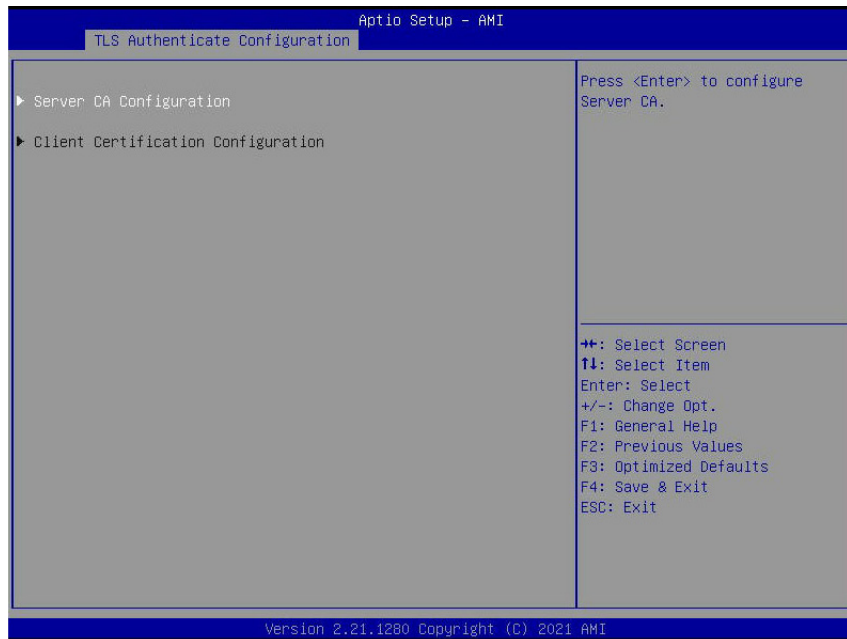 Aptio Setup – AMI
TLS Authenticate Configuration
▶ Server CA Configuration
▶ Client Certification Configuration
Press <Enter> to configure
Server CA.
→←: Select Screen
↑↓: Select Item
Enter: Select
+/-: Change Opt.
F1: General Help
F2: Previous Values
F3: Optimized Defaults
F4: Save & Exit
ESC: Exit
Version 2.21.1280 Copyright (C) 2021 AMI